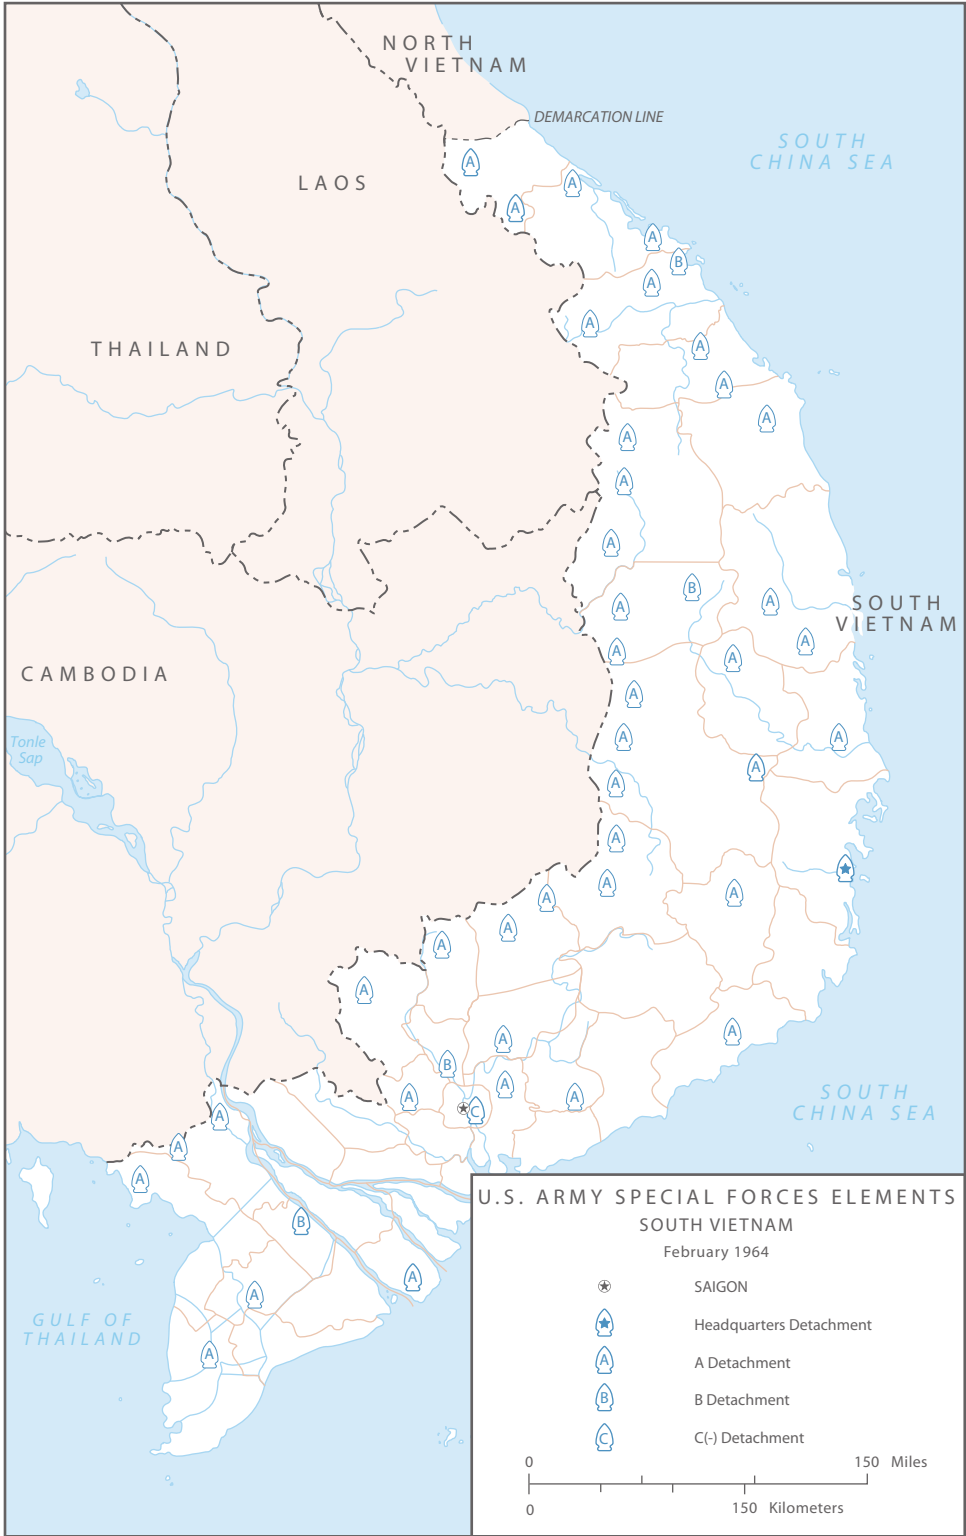 NORTH
VIETNAM
DEMARCATION LINE
SOUTH
CHINA SEA
A
LAOS
A
A
A
B
A
A
THAILAND
A
A
A
A
A
A
B
A
A
SOUTH
VIETNAM
A
A
A
A
CAMBODIA
A
A
A
Tonle
Sap
A
A
A
A
A
A
A
A
A
A
A
A
B
A
A
A
SOUTH
CHINA SEA
C
A
A
A
B
A
A
GULF OF
THAILAND
A
U.S. ARMY SPECIAL FORCES ELEMENTS
SOUTH VIETNAM
February 1964
SAIGON
Headquarters Detachment
A A Detachment
B B Detachment
C C(-) Detachment
0 150 Miles
0 150 Kilometers